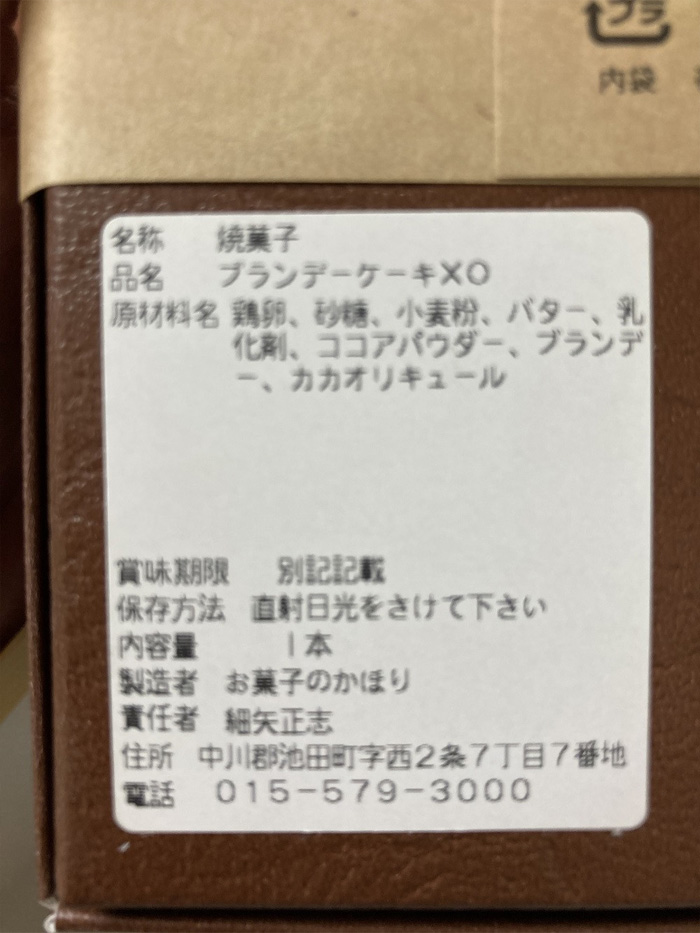 プラ
内袋
名称 焼菓子
品名 ブランデーケーキXO
原材料名 鶏卵、砂糖、小麦粉、バター、乳
化剤、ココアパウダー、ブランデ
ー、カカオリキュール
賞味期限 別記記載
保存方法 直射日光をさけて下さい
内容量 1本
製造者 お菓子のかほり
責任者 細矢正志
住所 中川郡池田町字西2条7丁目7番地
電話 015-579-3000